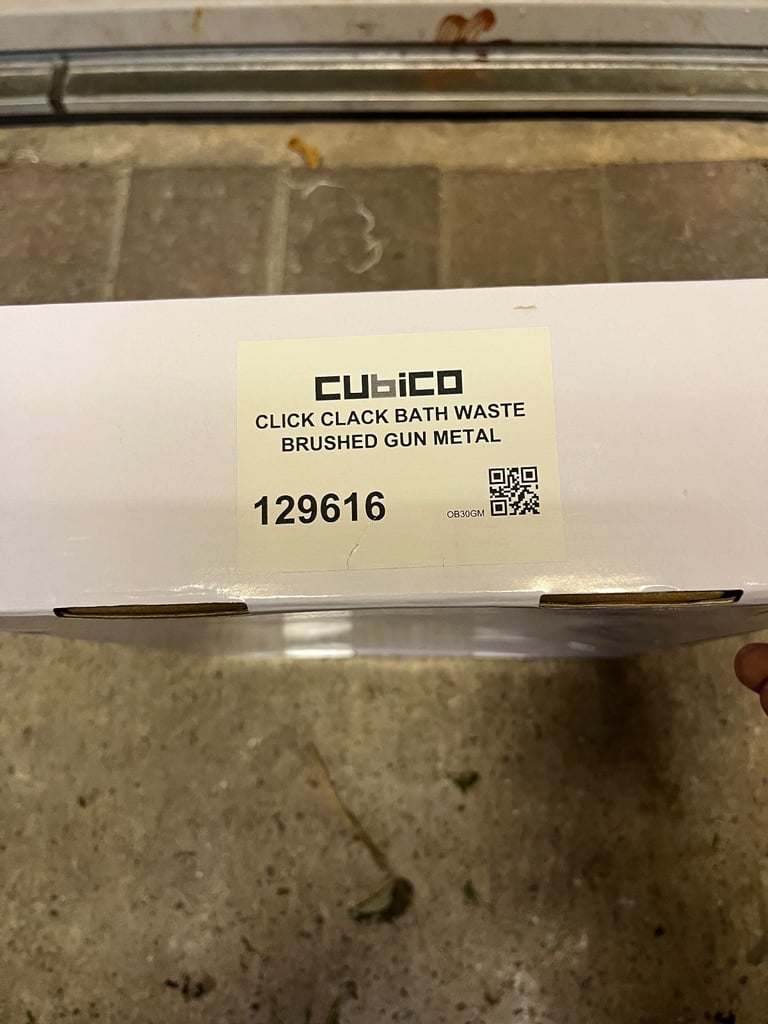 cubico
CLICK CLACK BATH WASTE
BRUSHED GUN METAL
129616
OB30GM